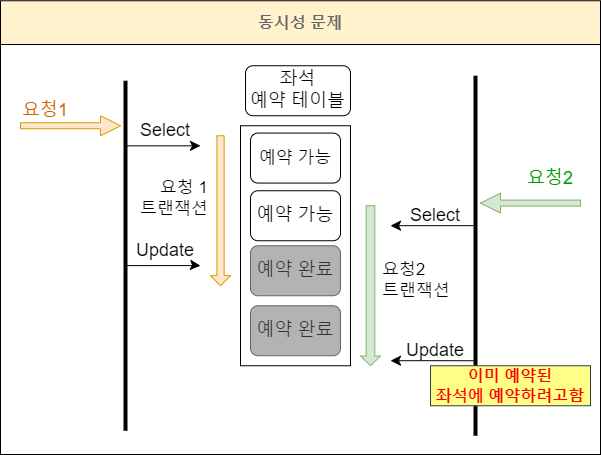 동시성 문제
좌석
예약 테이블
요청1
Select
예약 가능
요청 1
트랜잭션
요청2
예약 가능
Select
Update
예약 완료
요청2
트랜잭션
예약 완료
Update
이미 예약된
좌석에 예약하려고함